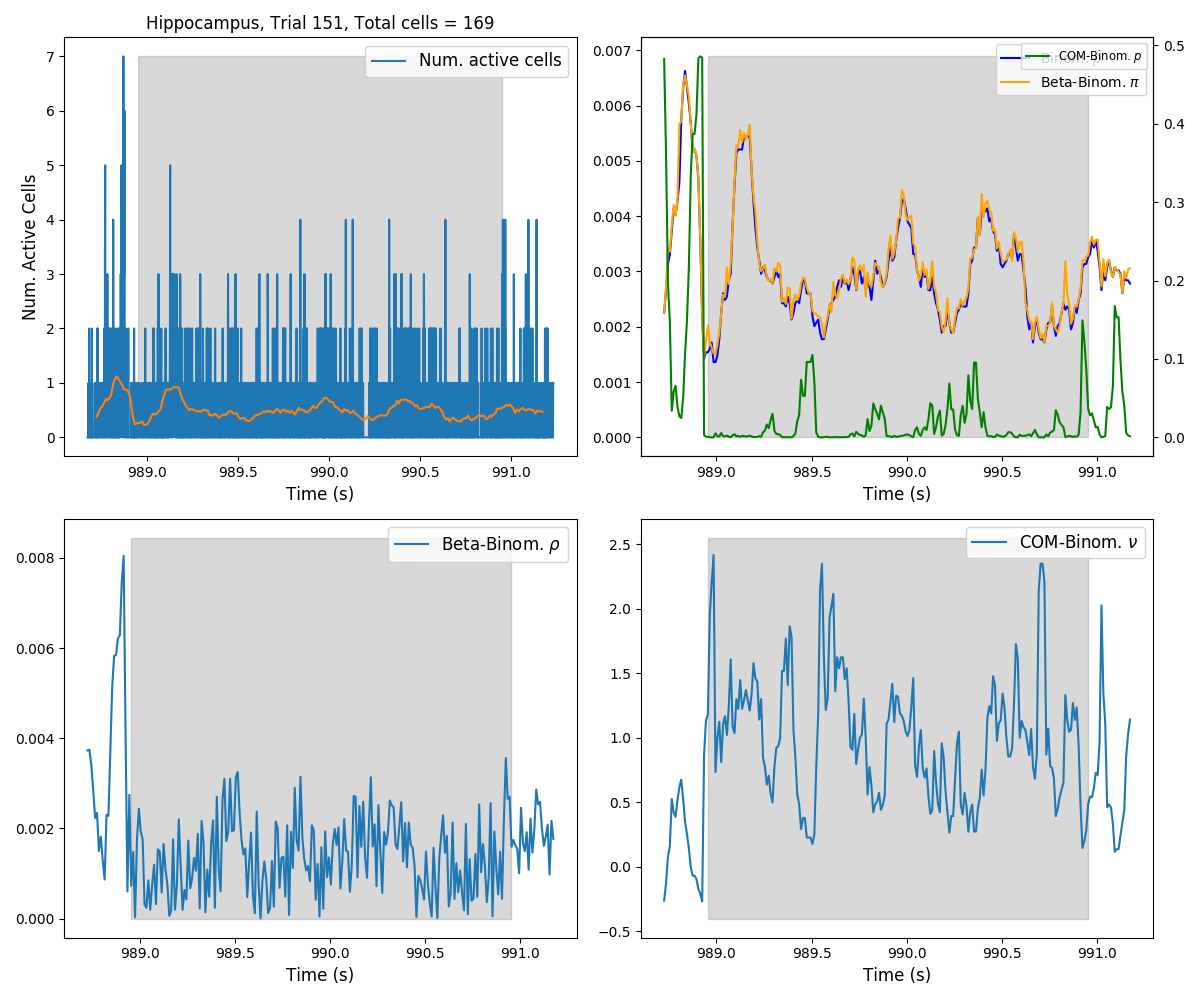 Hippocampus, Trial 151, Total cells = 169
Num. active cells
Num. Active Cells
7
6
5
4
3
2
1
0
989.0 989.5 990.0 990.5 991.0
Time (s)
COM-Binom. p
Beta-Binom. π
0.007
0.006
0.005
0.004
0.003
0.002
0.001
0.000
0.5
0.4
0.3
0.2
0.1
0.0
989.0 989.5 990.0 990.5 991.0
Time (s)
Beta-Binom. ρ
0.008
0.006
0.004
0.002
0.000
989.0 989.5 990.0 990.5 991.0
Time (s)
COM-Binom. ν
2.5
2.0
1.5
1.0
0.5
0.0
−0.5
989.0 989.5 990.0 990.5 991.0
Time (s)